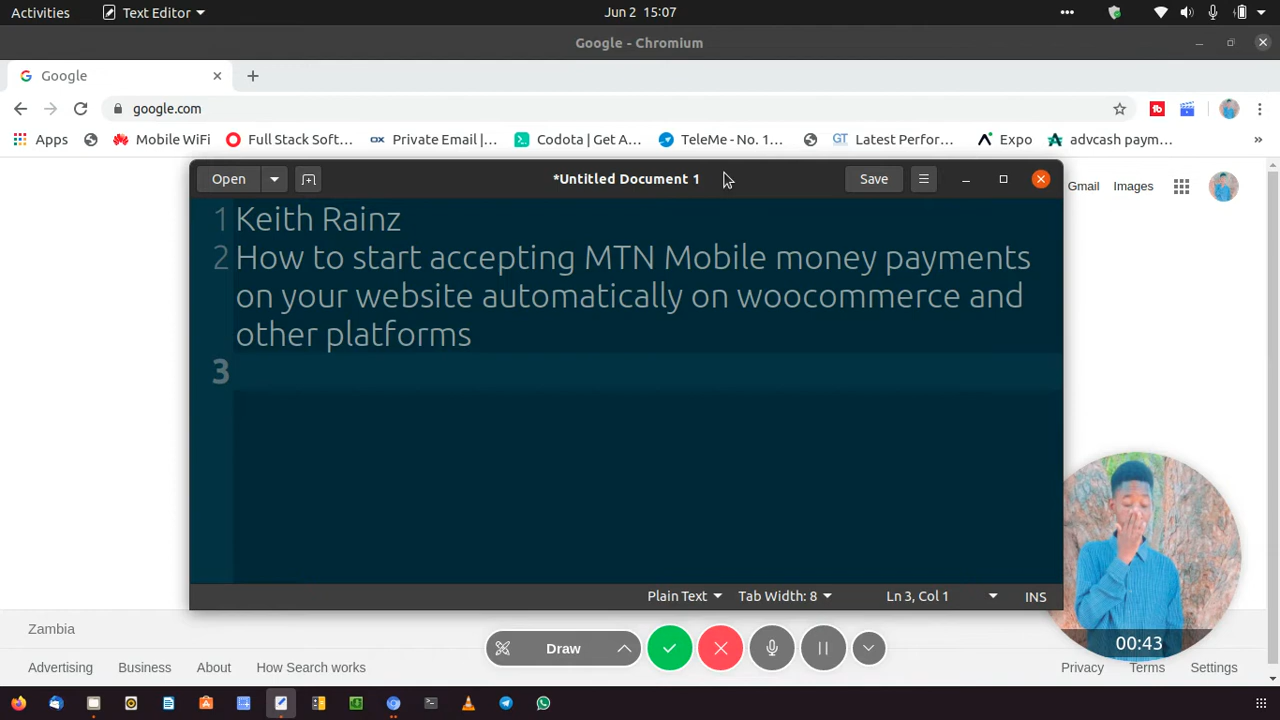 Activities Text Editor Jun 2 15:07
Google - Chromium
Google
google.com
Apps Mobile WiFi Full Stack Soft... Private Email |... Codota | Get A... TeleMe - No. 1... Latest Perfor... Expo advcash paym... »
Open *Untitled Document 1 Save
Gmail Images
1 Keith Rainz
2 How to start accepting MTN Mobile money payments
on your website automatically on woocommerce and
other platforms
3
Plain Text Tab Width: 8 Ln 3, Col 1 INS
Zambia
00:43
Draw
Advertising Business About How Search works Privacy Terms Settings